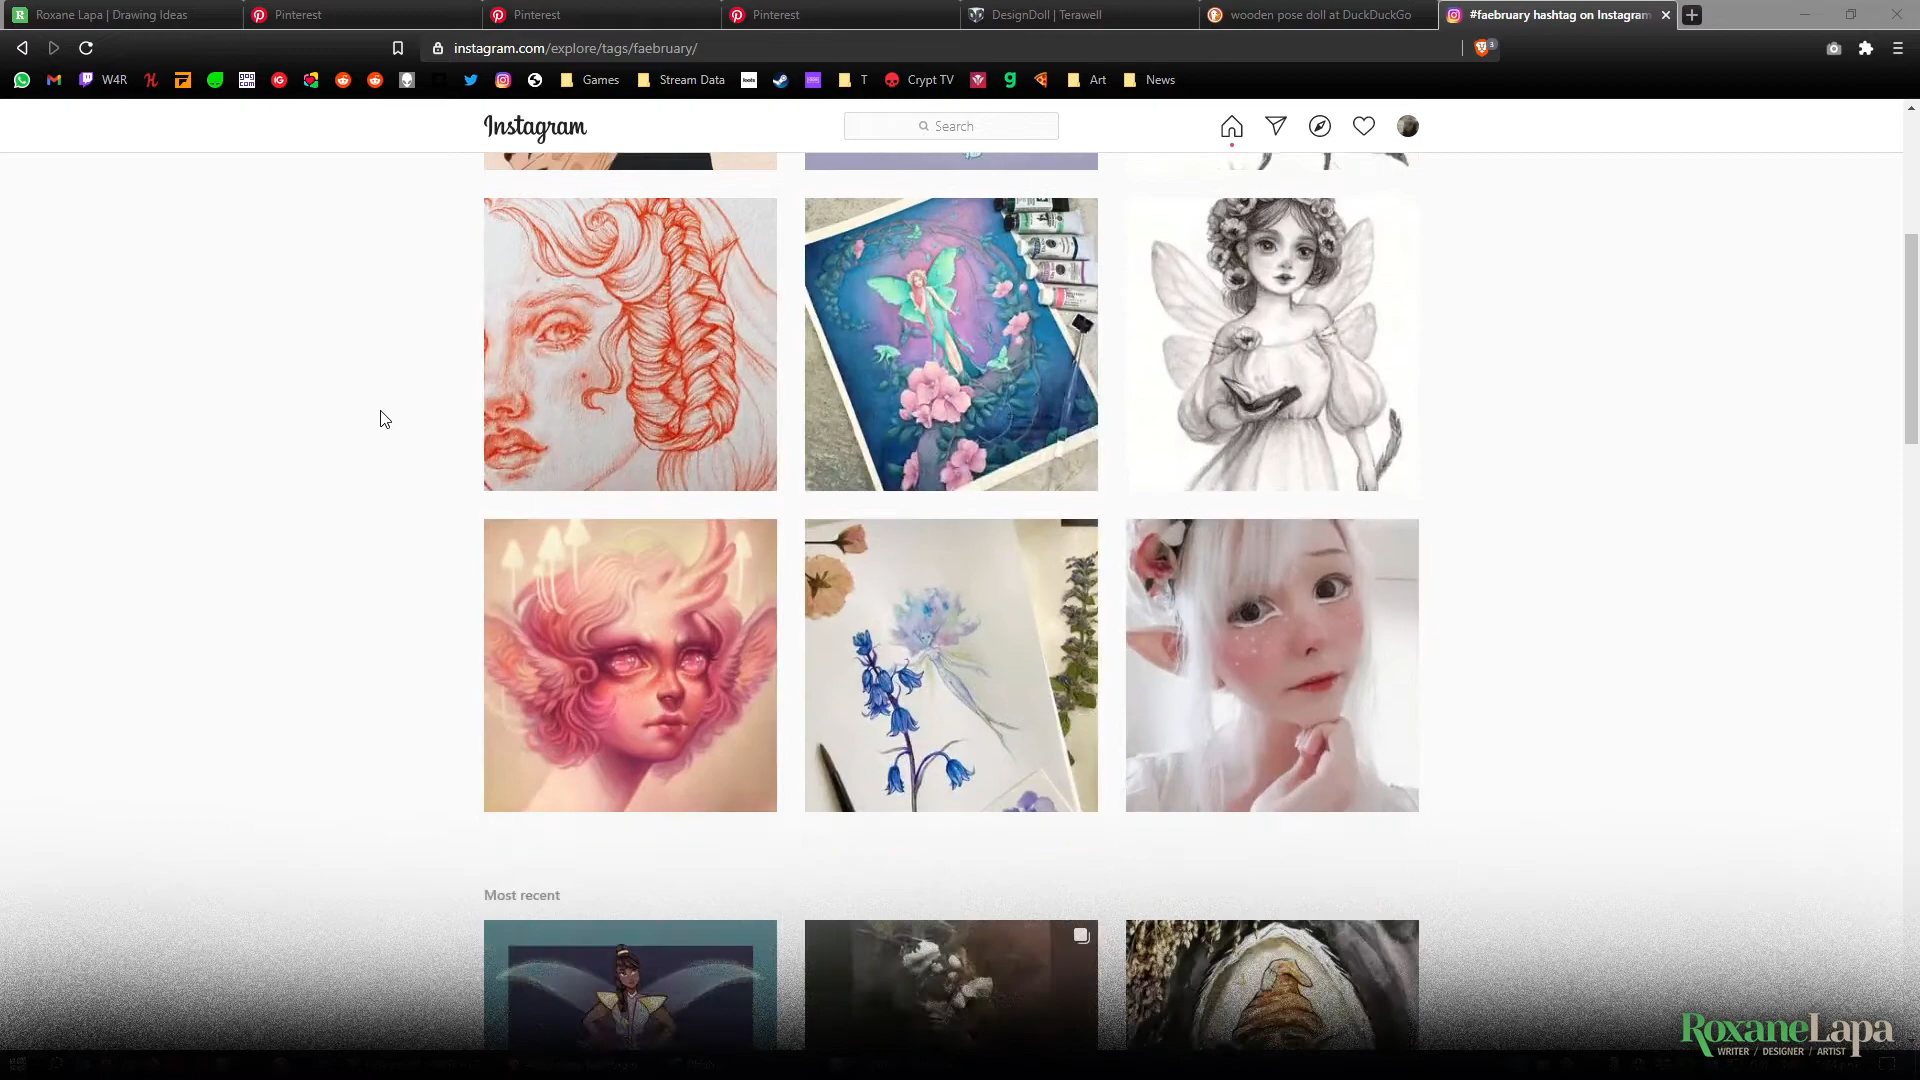 Roxane Lapa | Drawing Ideas
Pinterest
Pinterest
Pinterest
DesignDoll | Terawell
wooden pose doll at DuckDuckGo
#faebruary hashtag on Instagram
instagram.com/explore/tags/faebruary/
3
W4R
Games
Stream Data
T
Crypt TV
Art
News
Instagram
Search
Most recent
RoxaneLapa
WRITER / DESIGNER / ARTIST